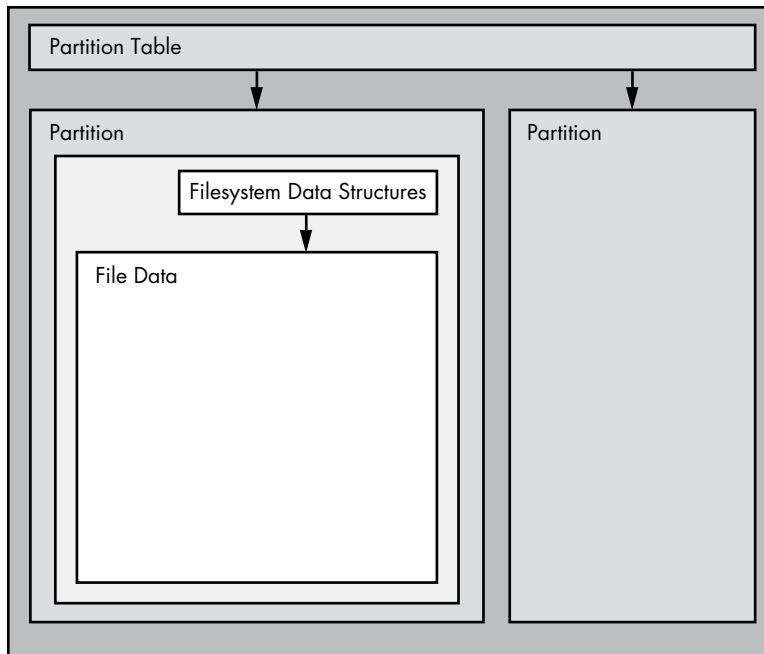 Partition Table
Partition
Partition
Filesystem Data Structures
File Data